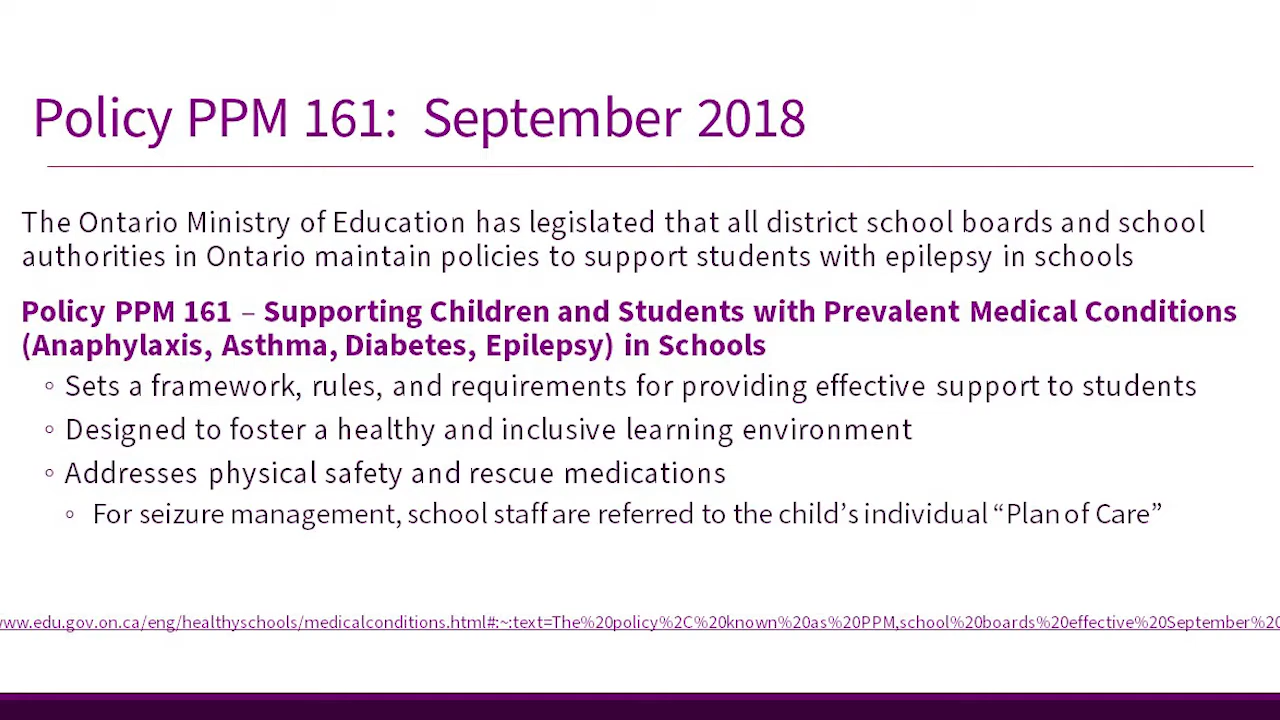 Policy PPM 161: September 2018
The Ontario Ministry of Education has legislated that all district school boards and school
authorities in Ontario maintain policies to support students with epilepsy in schools
Policy PPM 161 – Supporting Children and Students with Prevalent Medical Conditions
(Anaphylaxis, Asthma, Diabetes, Epilepsy) in Schools
◦ Sets a framework, rules, and requirements for providing effective support to students
◦ Designed to foster a healthy and inclusive learning environment
◦ Addresses physical safety and rescue medications
◦ For seizure management, school staff are referred to the child’s individual “Plan of Care”
www.edu.gov.on.ca/eng/healthyschools/medicalconditions.html#:~:text=The%20policy%2C%20known%20as%20PPM,school%20boards%20effective%20September%20